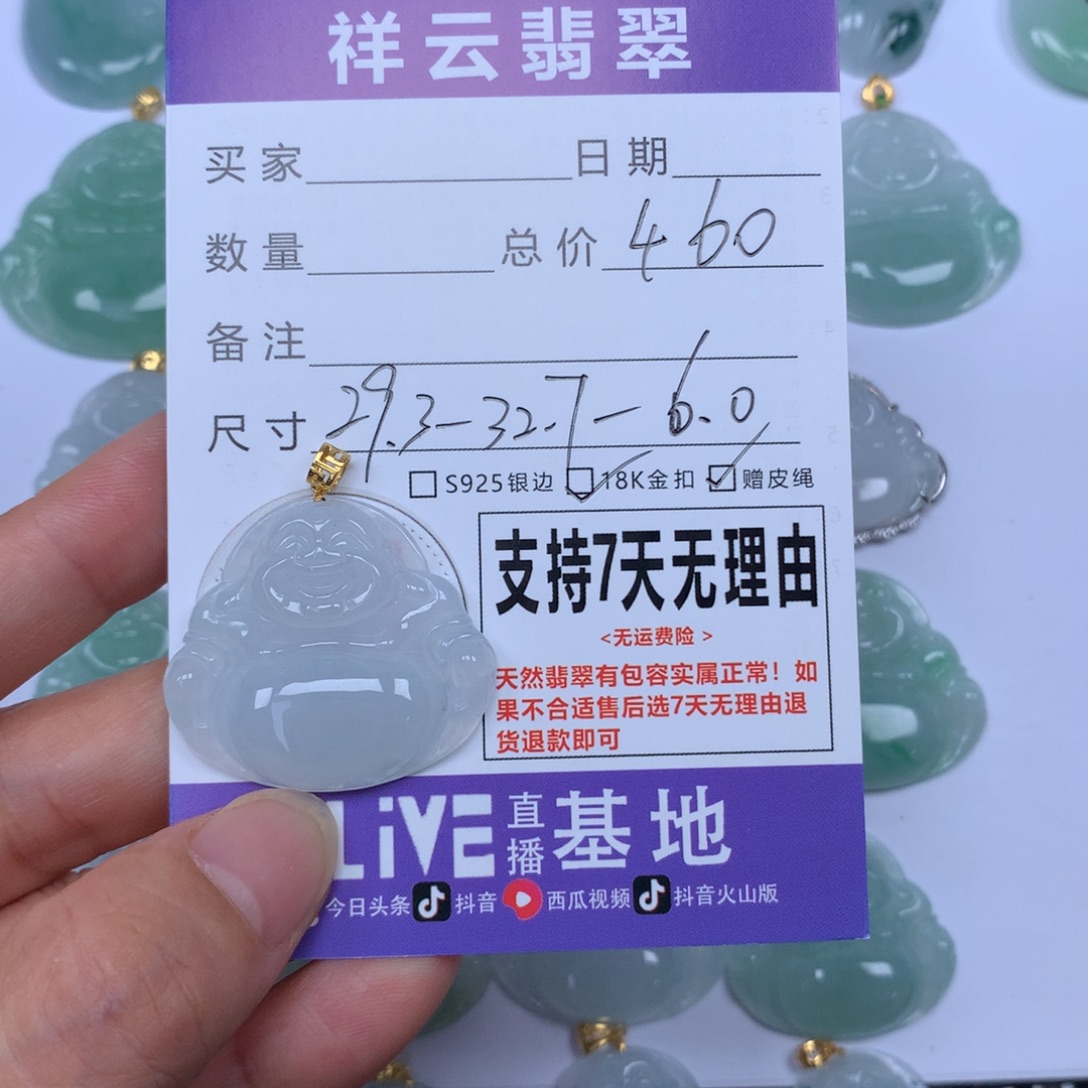 祥云翡翠
买家 日期
数量 总价 460
备注
尺寸 29.3-32.7-6.0
S925银边 18K金扣 赠皮绳
支持7天无理由
<无运费险 >
天然翡翠有包容实属正常！如
果不合适售后选7天无理由退
货退款即可
LiVE 直播 基地
今日头条 抖音 西瓜视频 抖音火山版